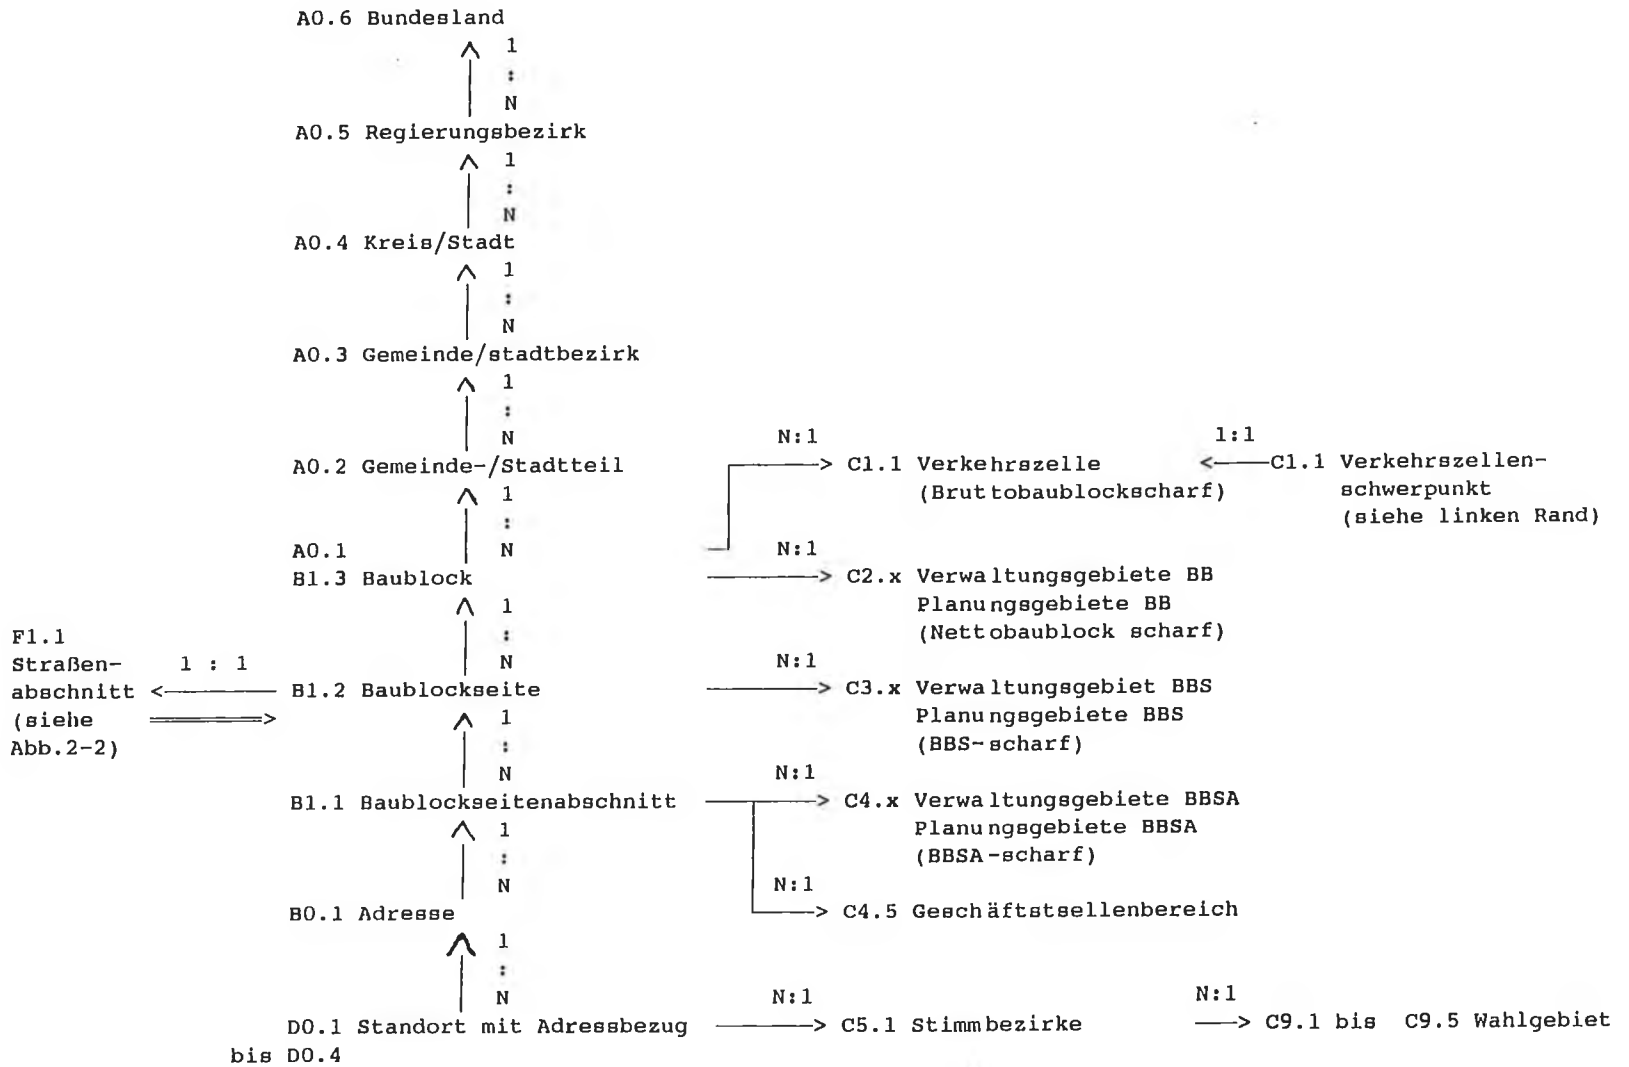 A0.6 Bundesland
1
:
N
A0.5 Regierungsbezirk
1
:
N
A0.4 Kreis/Stadt
1
:
N
A0.3 Gemeinde/stadtbezirk
1
:
N
A0.2 Gemeinde-/Stadtteil
N:1
1:1
C1.1 Verkehrszelle
(Bruttobaublockscharf)
C1.1 Verkehrszellen-
schwerpunkt
(siehe linken Rand)
1
:
N
A0.1
B1.3 Baublock
N:1
C2.x Verwaltungsgebiete BB
Planungsgebiete BB
(Nettobaublock scharf)
1
:
N
F1.1
Straßen-
abschnitt
(siehe
Abb.2-2)
1 : 1
B1.2 Baublockseite
N:1
C3.x Verwaltungsgebiet BBS
Planungsgebiete BBS
(BBS-scharf)
1
:
N
B1.1 Baublockseitenabschnitt
N:1
C4.x Verwaltungsgebiete BBSA
Planungsgebiete BBSA
(BBSA-scharf)
N:1
C4.5 Geschäftstsellenbereich
1
:
N
B0.1 Adresse
1
:
N
D0.1 Standort mit Adressbezug
bis D0.4
N:1
C5.1 Stimmbezirke
N:1
C9.1 bis C9.5 Wahlgebiet